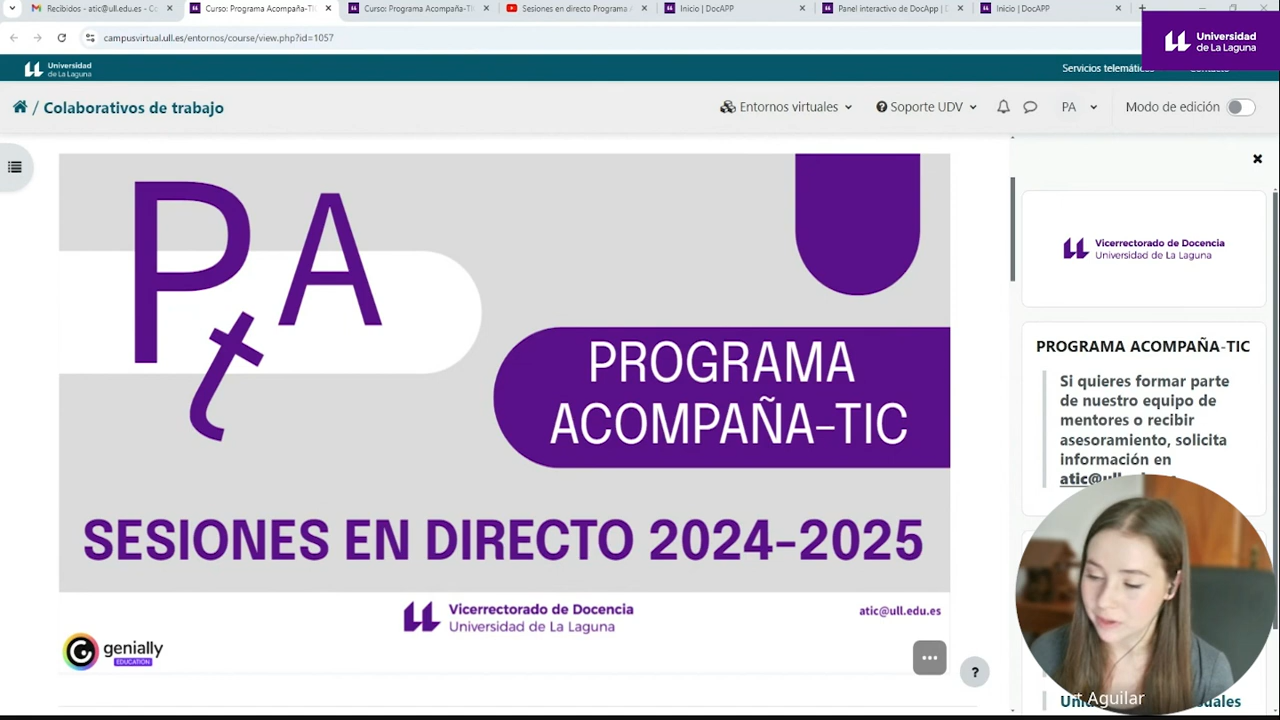 Recibidos - atic@ull.edu.es - Co
Curso: Programa Acompaña-TI
Curso: Programa Acompaña-TI
Sesiones en directo Programa A
Inicio | DocAPP
Panel interactivo de DocApp | D
Inicio | DocAPP
campusvirtual.ull.es/entornos/course/view.php?id=1057
Universidad
de La Laguna
Universidad
de La Laguna
Servicios telemátic
/ Colaborativos de trabajo
Entornos virtuales
Soporte UDV
PA
Modo de edición
P A
t
PROGRAMA
ACOMPAÑA-TIC
SESIONES EN DIRECTO 2024-2025
Vicerrectorado de Docencia
Universidad de La Laguna
atic@ull.edu.es
genially
EDUCATION
...
?
Vicerrectorado de Docencia
Universidad de La Laguna
PROGRAMA ACOMPAÑA-TIC
Si quieres formar parte
de nuestro equipo de
mentores o recibir
asesoramiento, solicita
información en
atic@ull
rt Aguilar